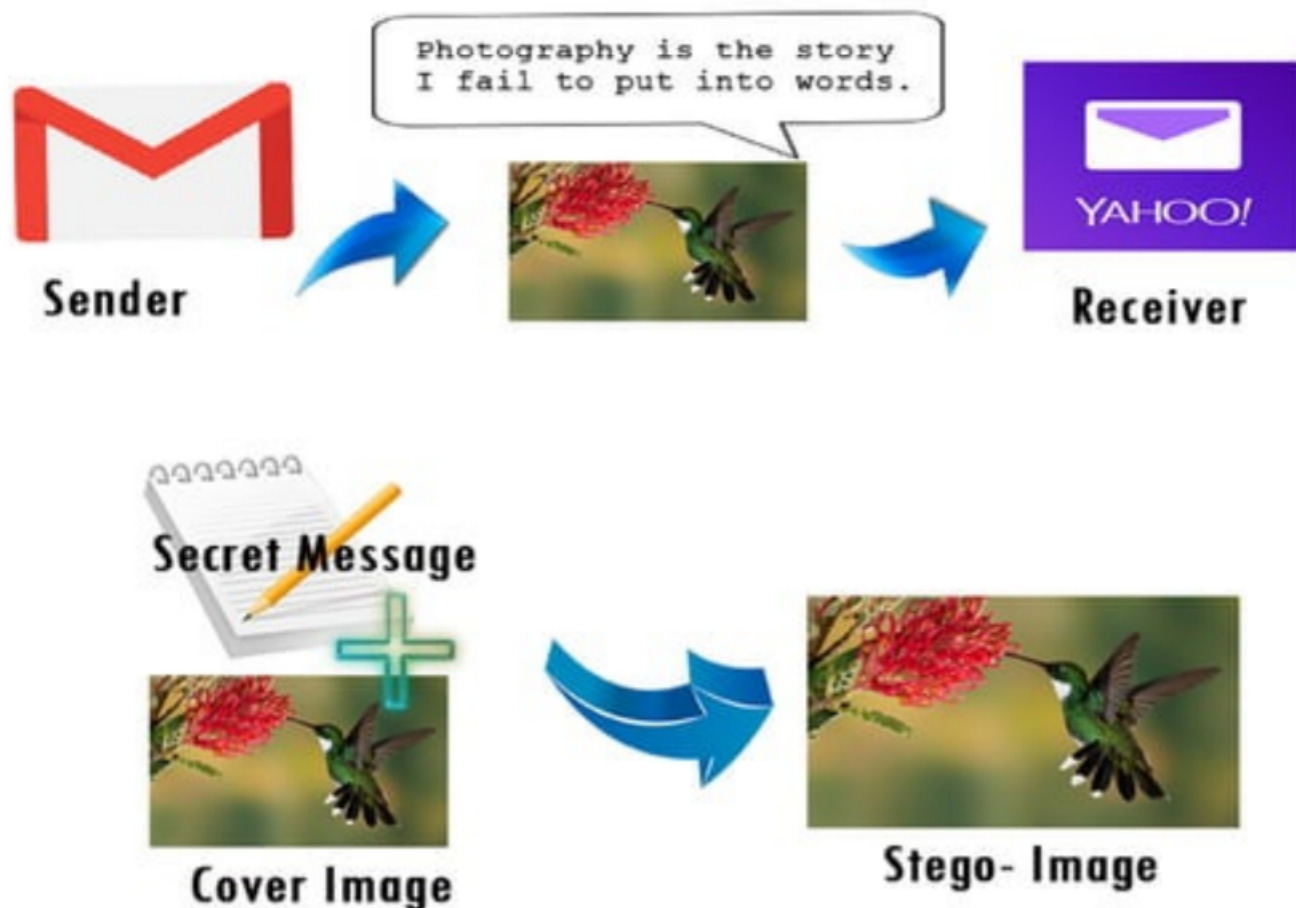 Photography is the story
I fail to put into words.
YAHOO!
Sender
Receiver
Secret Message
Cover Image
Stego- Image